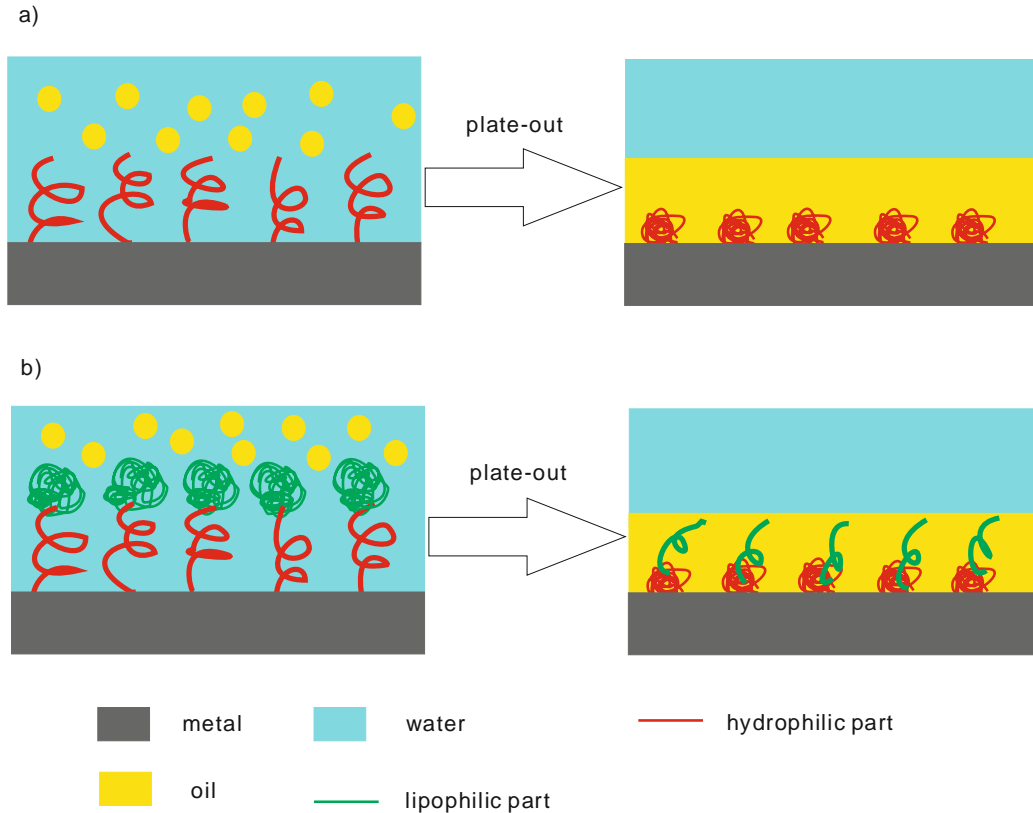 a)
plate-out
b)
plate-out
metal
water
hydrophilic part
oil
lipophilic part